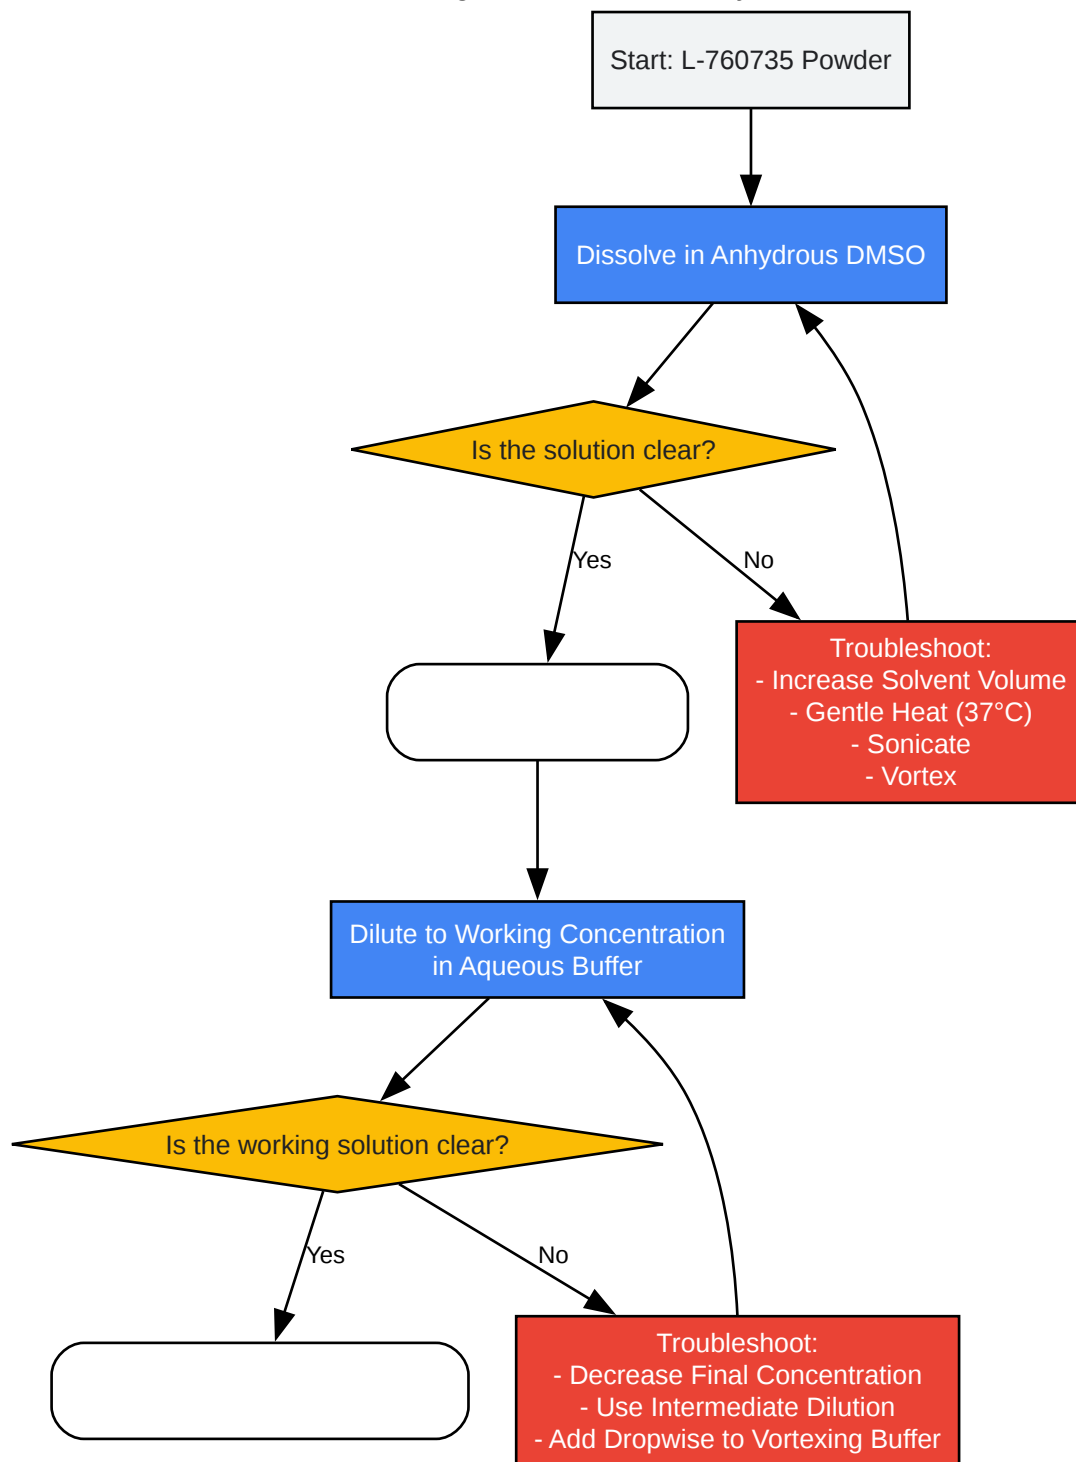 Start: L-760735 Powder
Dissolve in Anhydrous DMSO
Is the solution clear?
Yes
No
Troubleshoot:
- Increase Solvent Volume
- Gentle Heat (37°C)
- Sonicate
- Vortex
Dilute to Working Concentration
in Aqueous Buffer
Is the working solution clear?
Yes
No
Troubleshoot:
- Decrease Final Concentration
- Use Intermediate Dilution
- Add Dropwise to Vortexing Buffer